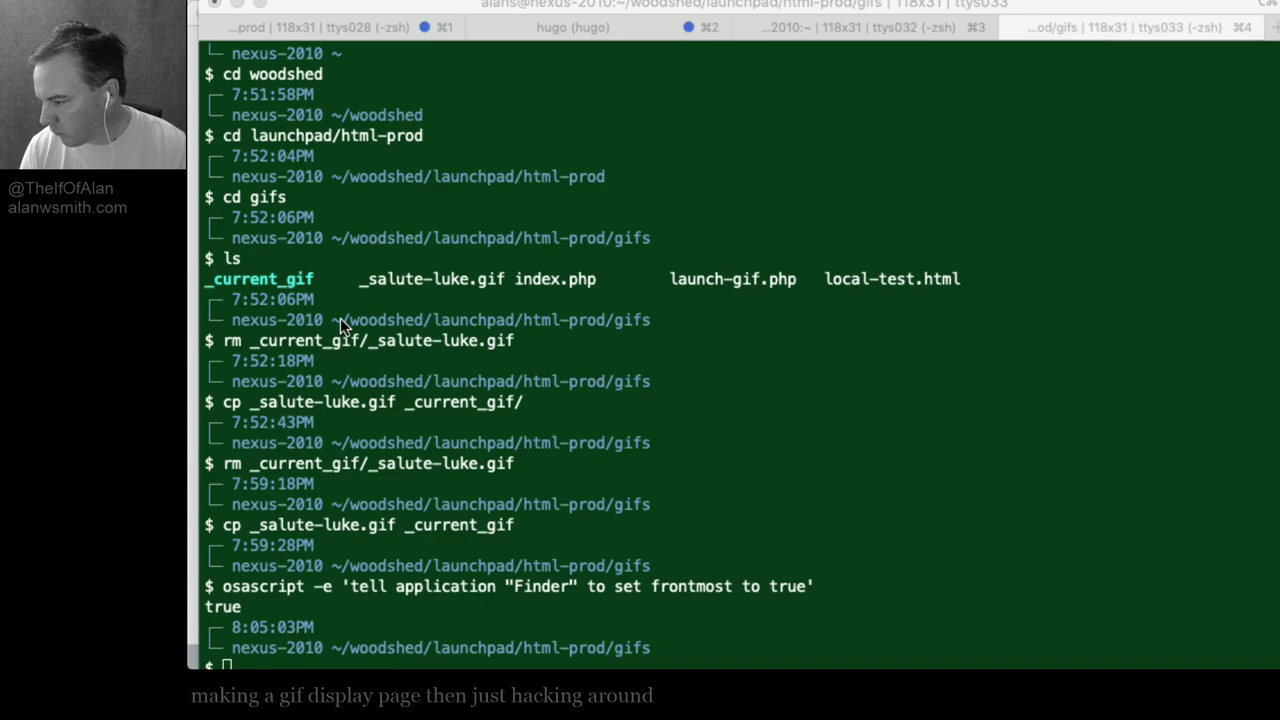 alans@nexus-2010:~/woodshed/launchpad/html-prod/gifs | 118x31 | ttys033
...prod | 118x31 | ttys028 (-zsh) ⌘1
hugo (hugo) ⌘2
...2010:~ | 118x31 | ttys032 (-zsh) ⌘3
...od/gifs | 118x31 | ttys033 (-zsh) ⌘4
nexus-2010 ~
$ cd woodshed
7:51:58PM
nexus-2010 ~/woodshed
$ cd launchpad/html-prod
7:52:04PM
nexus-2010 ~/woodshed/launchpad/html-prod
$ cd gifs
7:52:06PM
nexus-2010 ~/woodshed/launchpad/html-prod/gifs
$ ls
_current_gif _salute-luke.gif index.php launch-gif.php local-test.html
7:52:06PM
nexus-2010 ~/woodshed/launchpad/html-prod/gifs
$ rm _current_gif/_salute-luke.gif
7:52:18PM
nexus-2010 ~/woodshed/launchpad/html-prod/gifs
$ cp _salute-luke.gif _current_gif/
7:52:43PM
nexus-2010 ~/woodshed/launchpad/html-prod/gifs
$ rm _current_gif/_salute-luke.gif
7:59:18PM
nexus-2010 ~/woodshed/launchpad/html-prod/gifs
$ cp _salute-luke.gif _current_gif
7:59:28PM
nexus-2010 ~/woodshed/launchpad/html-prod/gifs
$ osascript -e 'tell application "Finder" to set frontmost to true'
true
8:05:03PM
nexus-2010 ~/woodshed/launchpad/html-prod/gifs
$
@TheIfOfAlan
alanwsmith.com
making a gif display page then just hacking around